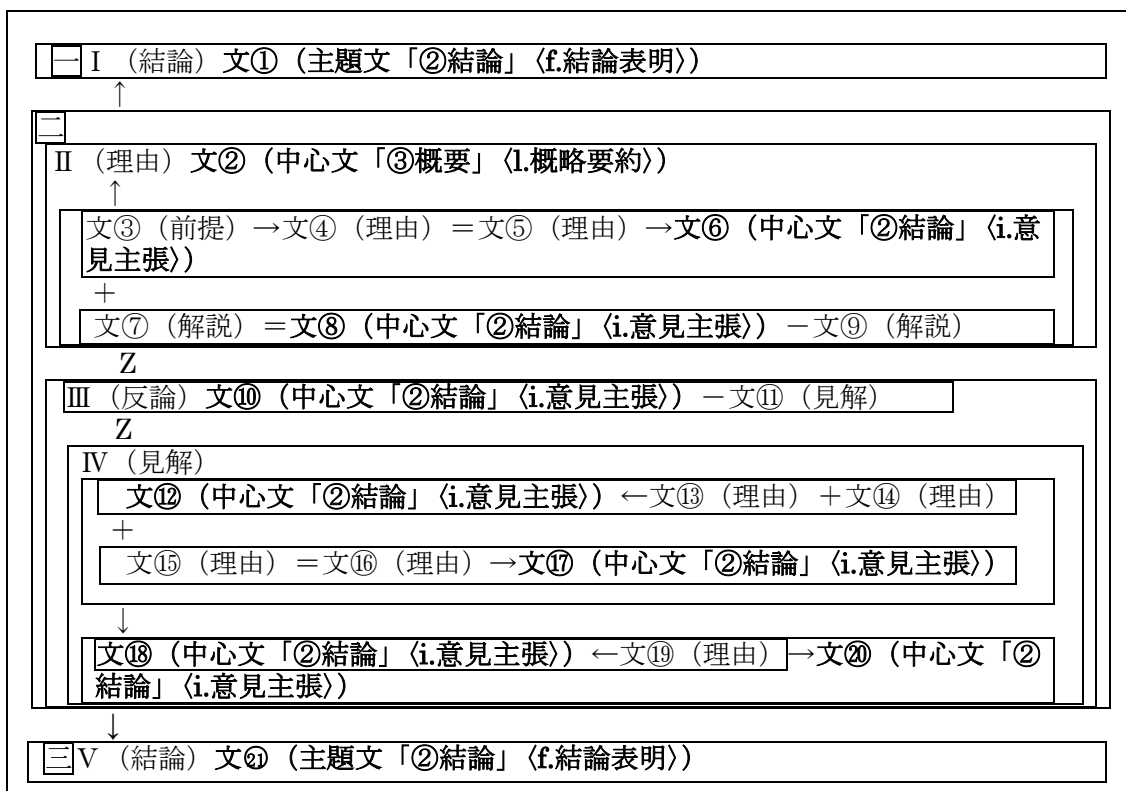 一Ⅰ（結論）文①（主題文「②結論」〈f.結論表明〉）
↑
二
Ⅱ（理由）文②（中心文「③概要」〈l.概略要約〉）
↑
文③（前提）→文④（理由）＝文⑤（理由）→文⑥（中心文「②結論」〈i.意
見主張〉）
＋
文⑦（解説）＝文⑧（中心文「②結論」〈i.意見主張〉）－文⑨（解説）
Z
Ⅲ（反論）文⑩（中心文「②結論」〈i.意見主張〉）－文⑪（見解）
Z
Ⅳ（見解）
文⑫（中心文「②結論」〈i.意見主張〉）←文⑬（理由）＋文⑭（理由）
＋
文⑮（理由）＝文⑯（理由）→文⑰（中心文「②結論」〈i.意見主張〉）
↓
文⑱（中心文「②結論」〈i.意見主張〉）←文⑲（理由）→文⑳（中心文「②
結論」〈i.意見主張〉）
↓
三Ⅴ（結論）文㉑（主題文「②結論」〈f.結論表明〉）